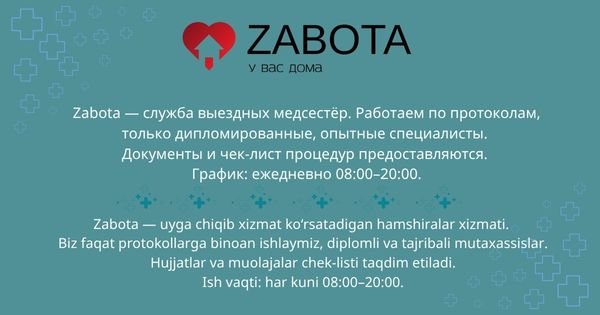 ZABOTA
У ВАС ДОМА
Zabota — служба выездных медсестёр. Работаем по протоколам,
только дипломированные, опытные специалисты.
Документы и чек-лист процедур предоставляются.
График: ежедневно 08:00–20:00.
Zabota — uyga chiqib xizmat ko‘rsatadigan hamshiralar xizmati.
Biz faqat protokollarga binoan ishlaymiz, diplomli va tajribali mutaxassislar.
Hujjatlar va muolajalar chek-listi taqdim etiladi.
Ish vaqti: har kuni 08:00–20:00.